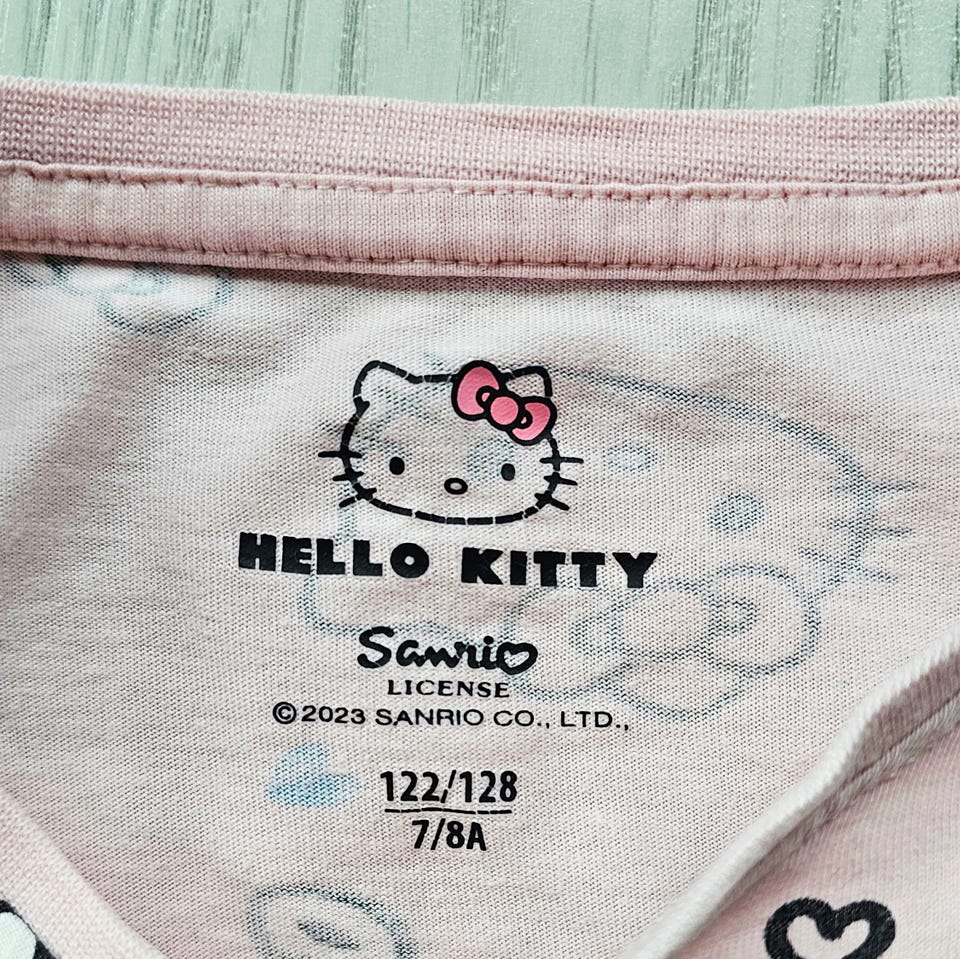 HELLO KITTY
Sanrio
LICENSE
©2023 SANRIO CO., LTD.,
122/128
7/8A